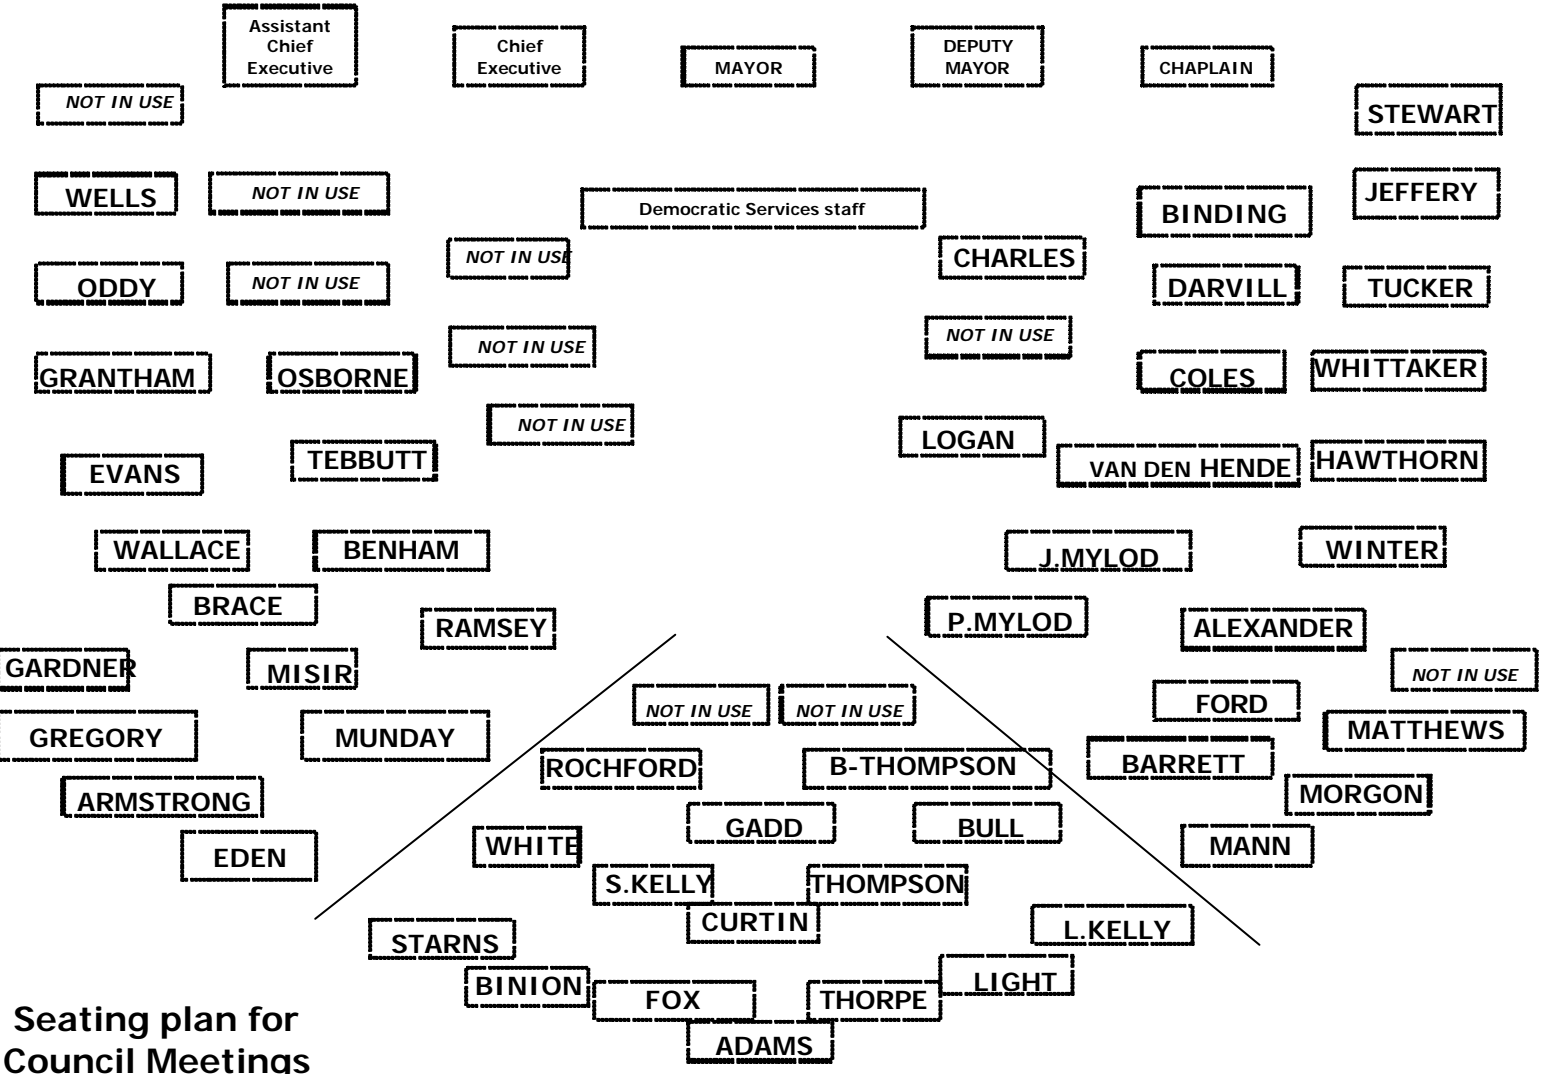 Assistant
Chief
Executive
Chief
Executive
MAYOR
DEPUTY
MAYOR
CHAPLAIN
NOT IN USE
STEWART
WELLS
NOT IN USE
Democratic Services staff
BINDING
JEFFERY
NOT IN USE
CHARLES
ODDY
NOT IN USE
DARVILL
TUCKER
NOT IN USE
NOT IN USE
GRANTHAM
OSBORNE
COLES
WHITTAKER
NOT IN USE
LOGAN
EVANS
TEBBUTT
VAN DEN HENDE
HAWTHORN
WALLACE
BENHAM
J.MYLOD
WINTER
BRACE
RAMSEY
P.MYLOD
ALEXANDER
GARDNER
MISIR
NOT IN USE
NOT IN USE
NOT IN USE
FORD
GREGORY
MUNDAY
MATTHEWS
ROCHFORD
B-THOMPSON
BARRETT
ARMSTRONG
MORGON
GADD
BULL
EDEN
WHITE
MANN
S.KELLY
THOMPSON
CURTIN
STARNS
L.KELLY
BINION
FOX
THORPE
LIGHT
ADAMS
Seating plan for
Council Meetings